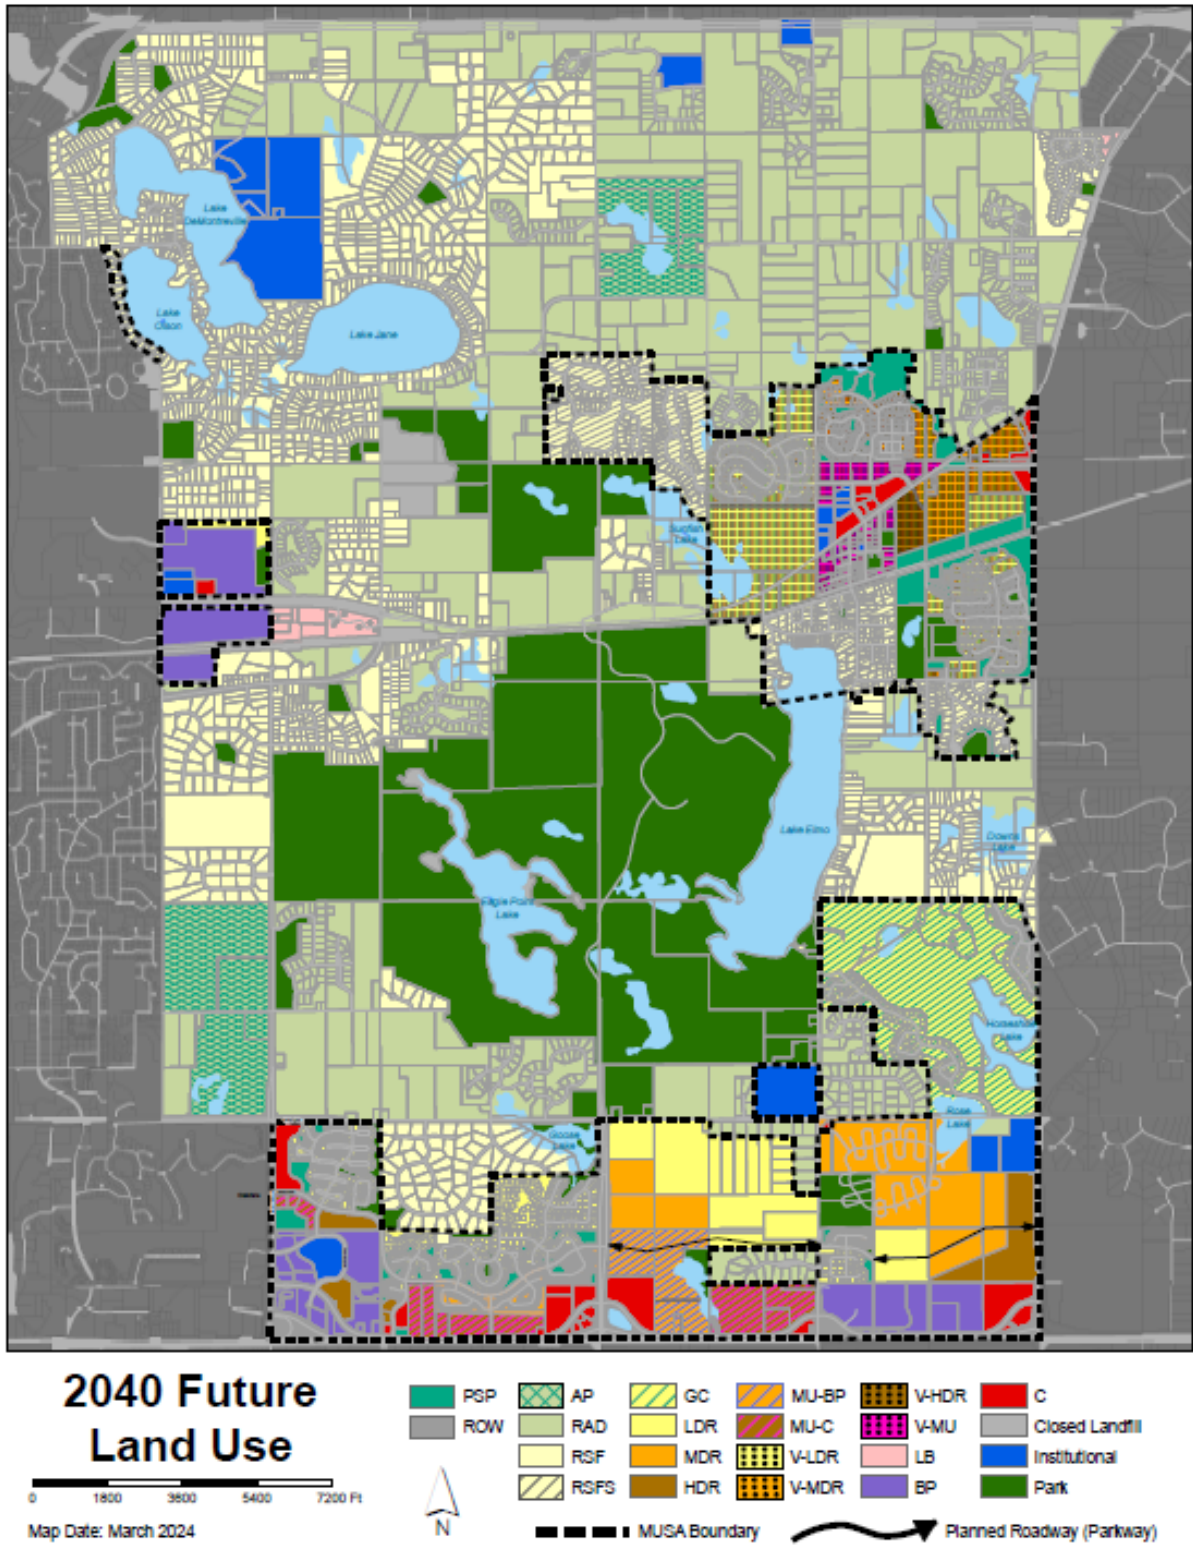 Lake
DeMontreville
Lake
Olson
Lake Jane
Sunfish
Lake
Lake Elmo
Downs
Lake
Eagle Point
Lake
Horseshoe
Lake
Rose
Lake
Goose
Lake
2040 Future
Land Use
0 1800 3600 5400 7200 Ft
Map Date: March 2024
N
PSP AP GC MU-BP V-HDR C
ROW RAD LDR MU-C V-MU Closed Landfill
RSF MDR V-LDR LB Institutional
RSFS HDR V-MDR BP Park
MUSA Boundary Planned Roadway (Parkway)